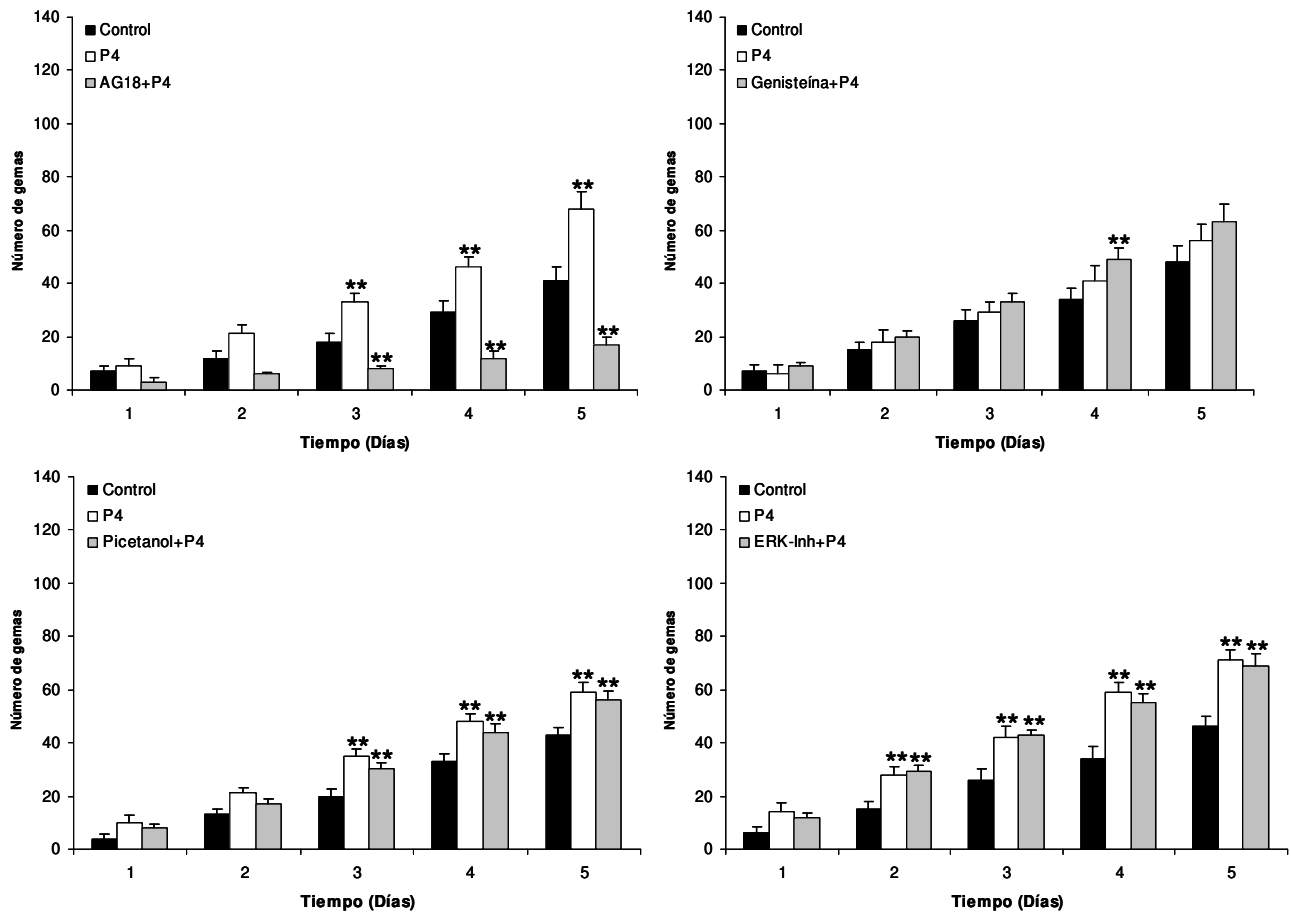 140
120
100
80
60
40
20
0
Número de gemas
Control
P4
AG18+P4
** ** ** ** ** **
1 2 3 4 5
Tiempo (Días)
140
120
100
80
60
40
20
0
Número de gemas
Control
P4
Genisteína+P4
**
1 2 3 4 5
Tiempo (Días)
140
120
100
80
60
40
20
0
Número de gemas
Control
P4
Picetanol+P4
** ** ** ** ** **
1 2 3 4 5
Tiempo (Días)
140
120
100
80
60
40
20
0
Número de gemas
Control
P4
ERK-Inh+P4
** ** ** ** ** ** ** **
1 2 3 4 5
Tiempo (Días)